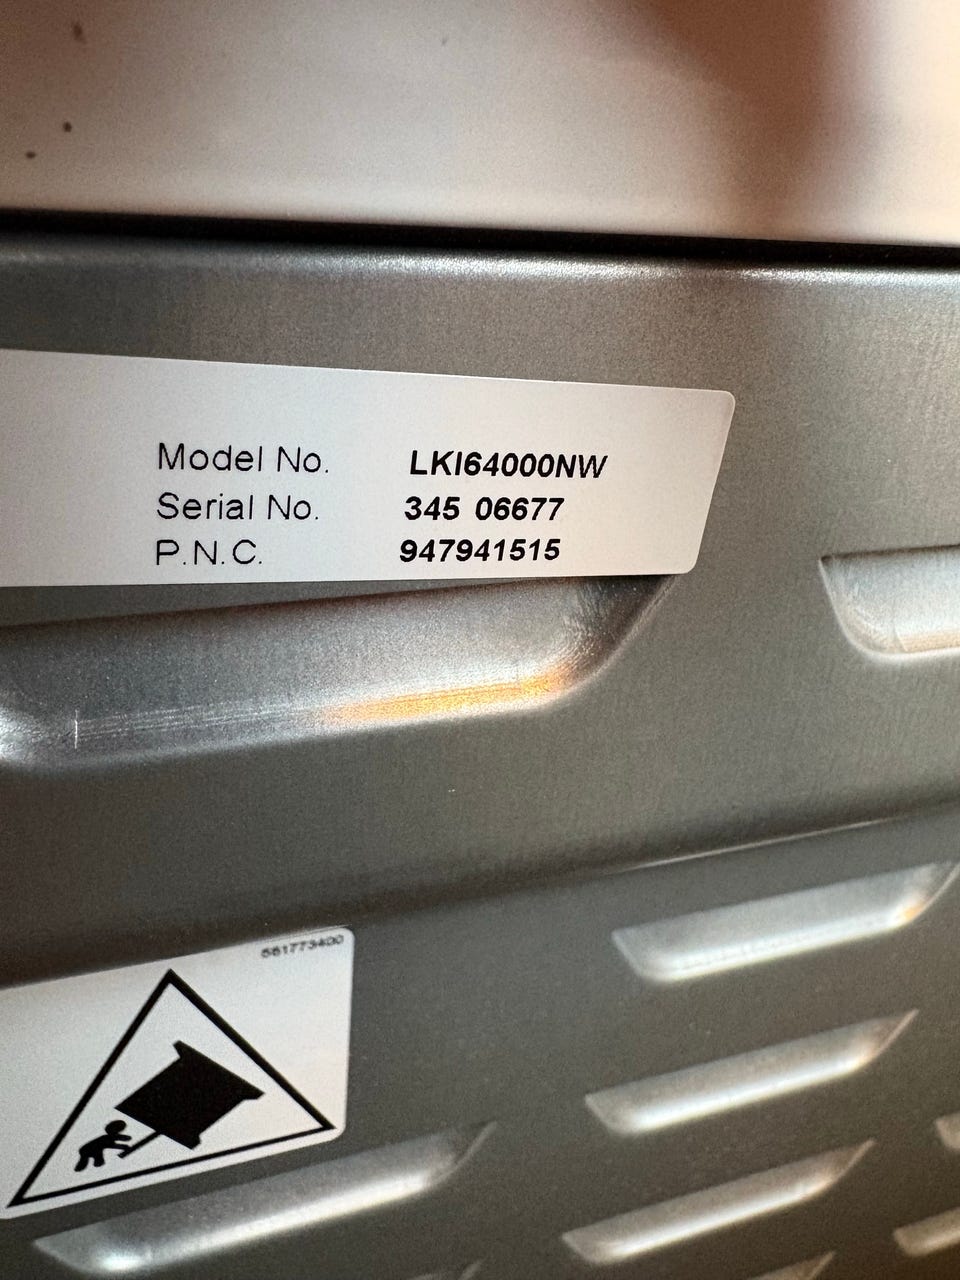 Model No. LKI64000NW
Serial No. 345 06677
P.N.C. 947941515
561773400